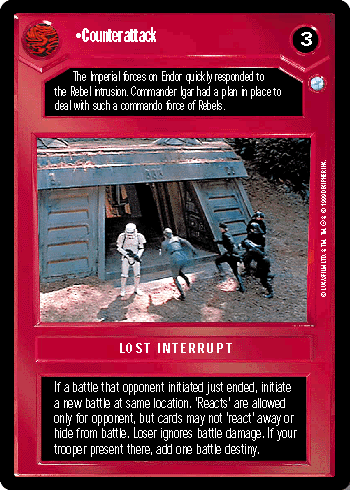 •Counterattack
3
The Imperial forces on Endor quickly responded to
the Rebel intrusion. Commander Igar had a plan in place to
deal with such a commando force of Rebels.
LOST INTERRUPT
If a battle that opponent initiated just ended, initiate
a new battle at same location. 'Reacts' are allowed
only for opponent, but cards may not 'react' away or
hide from battle. Loser ignores battle damage. If your
trooper present there, add one battle destiny.